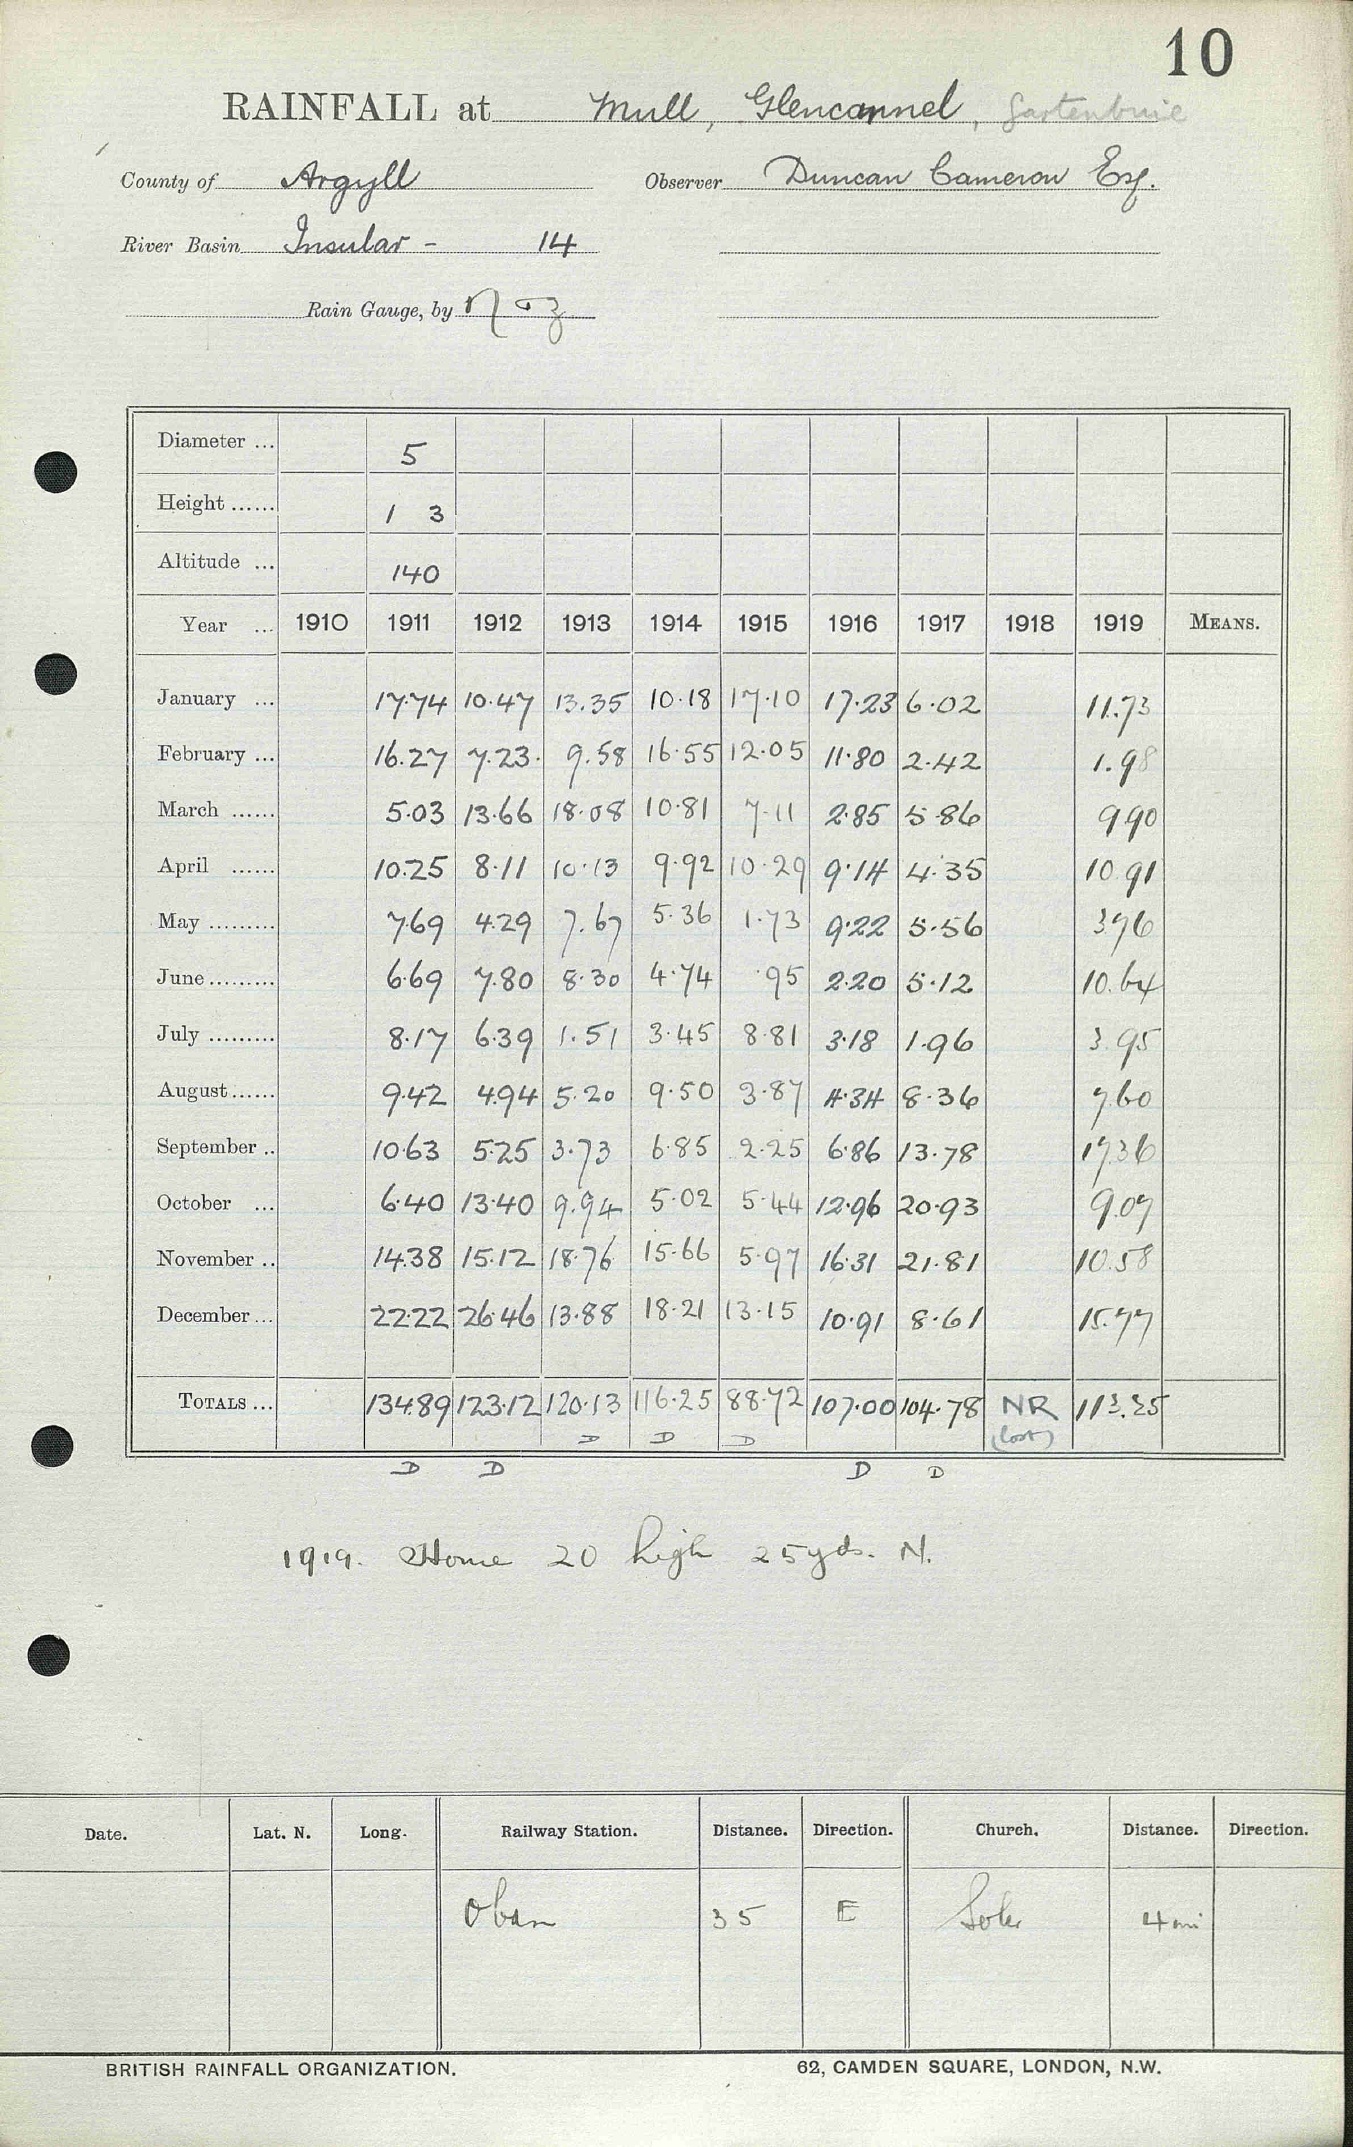 10
RAINFALL at Mull, Glencannel, Gartenbuie
County of Argyll Observer Duncan Cameron Esq.
River Basin Insular - 14
Rain Gauge, by
Diameter ... 5
Height ...... 1 3
Altitude ... 140
Year ... 1910 1911 1912 1913 1914 1915 1916 1917 1918 1919 MEANS.
January ... 17.74 10.47 13.35 10.18 17.10 17.23 6.02 11.73
February ... 16.27 7.23 9.58 16.55 12.05 11.80 2.42 1.98
March ...... 5.03 13.66 18.08 10.81 7.11 2.85 5.86 9.90
April ...... 10.25 8.11 10.13 9.92 10.29 9.14 4.35 10.91
May ......... 7.69 4.29 7.67 5.36 1.73 9.22 5.56 3.76
June ......... 6.69 7.80 8.30 4.74 .95 2.20 5.12 10.64
July ......... 8.17 6.39 1.51 3.45 8.81 3.18 1.96 3.95
August ...... 9.42 4.94 5.20 9.50 3.87 4.34 8.36 7.60
September .. 10.63 5.25 3.73 6.85 2.25 6.86 13.78 17.36
October ... 6.40 13.40 9.94 5.02 5.44 12.96 20.93 9.07
November .. 14.38 15.12 18.76 15.66 5.97 16.31 21.81 10.58
December ... 22.22 26.46 13.88 18.21 13.15 10.91 8.61 15.77
TOTALS ... 134.89 123.12 120.13 116.25 88.72 107.00 104.78 NR 113.25
D D D (lost)
D D D D
1919. House 20 high 25yds. N.
Date. Lat. N. Long. Railway Station. Distance. Direction. Church. Distance. Direction.
Oban 35 E 4 mi
BRITISH RAINFALL ORGANIZATION. 62, CAMDEN SQUARE, LONDON, N.W.